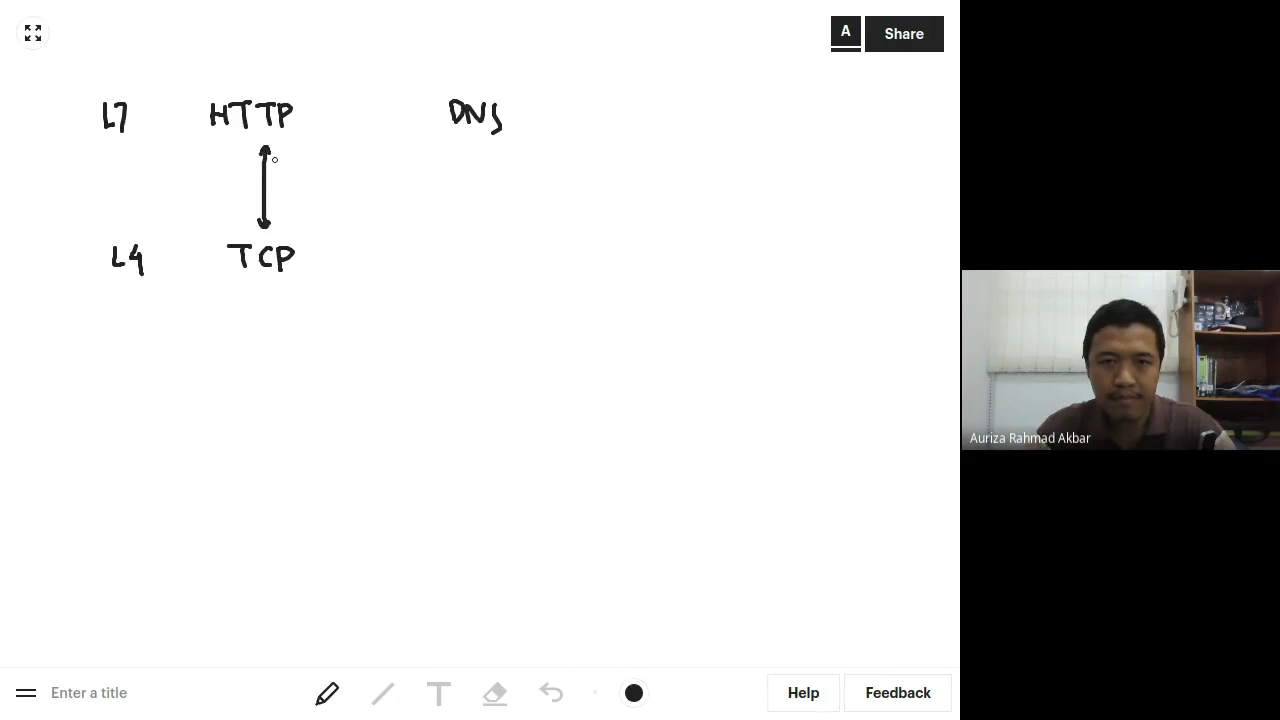 A Share
L7 HTTP DNS
L4 TCP
Auriza Rahmad Akbar
Enter a title T Help Feedback